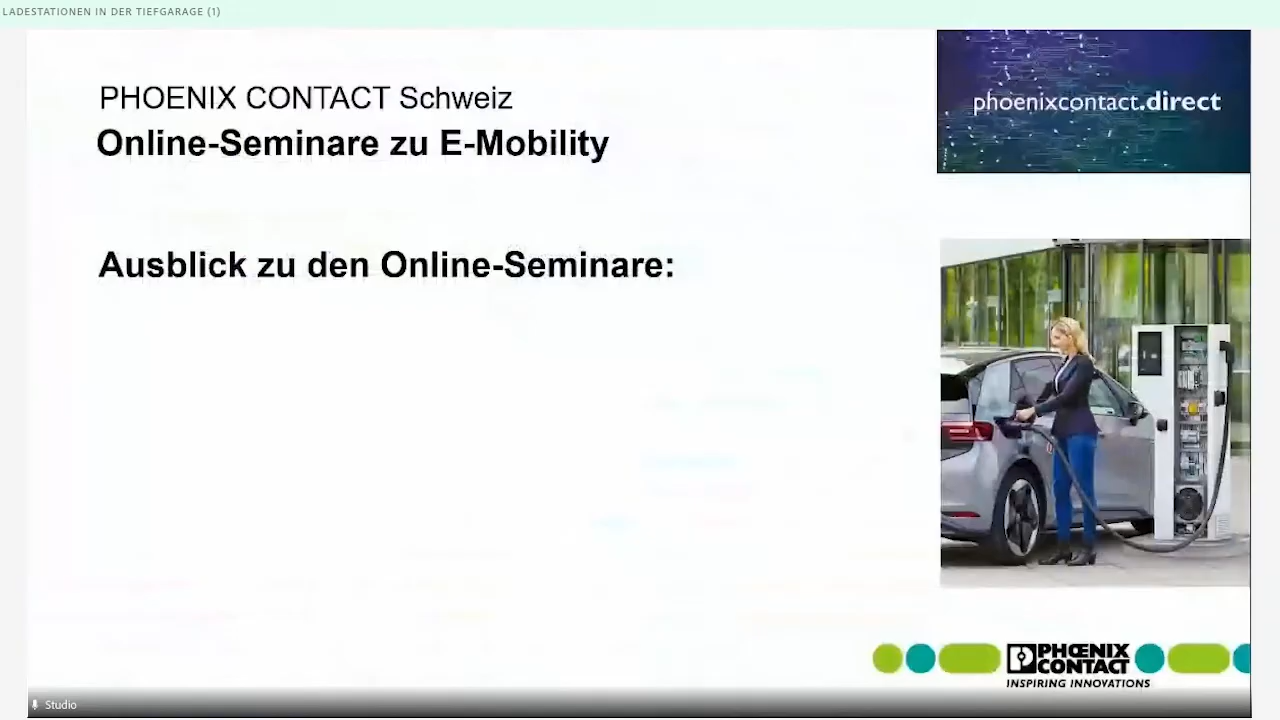 LADESTATIONEN IN DER TIEFGARAGE (1)
PHOENIX CONTACT Schweiz
Online-Seminare zu E-Mobility
phoenixcontact.direct
Ausblick zu den Online-Seminare:
PHŒNIX
CONTACT
INSPIRING INNOVATIONS
Studio